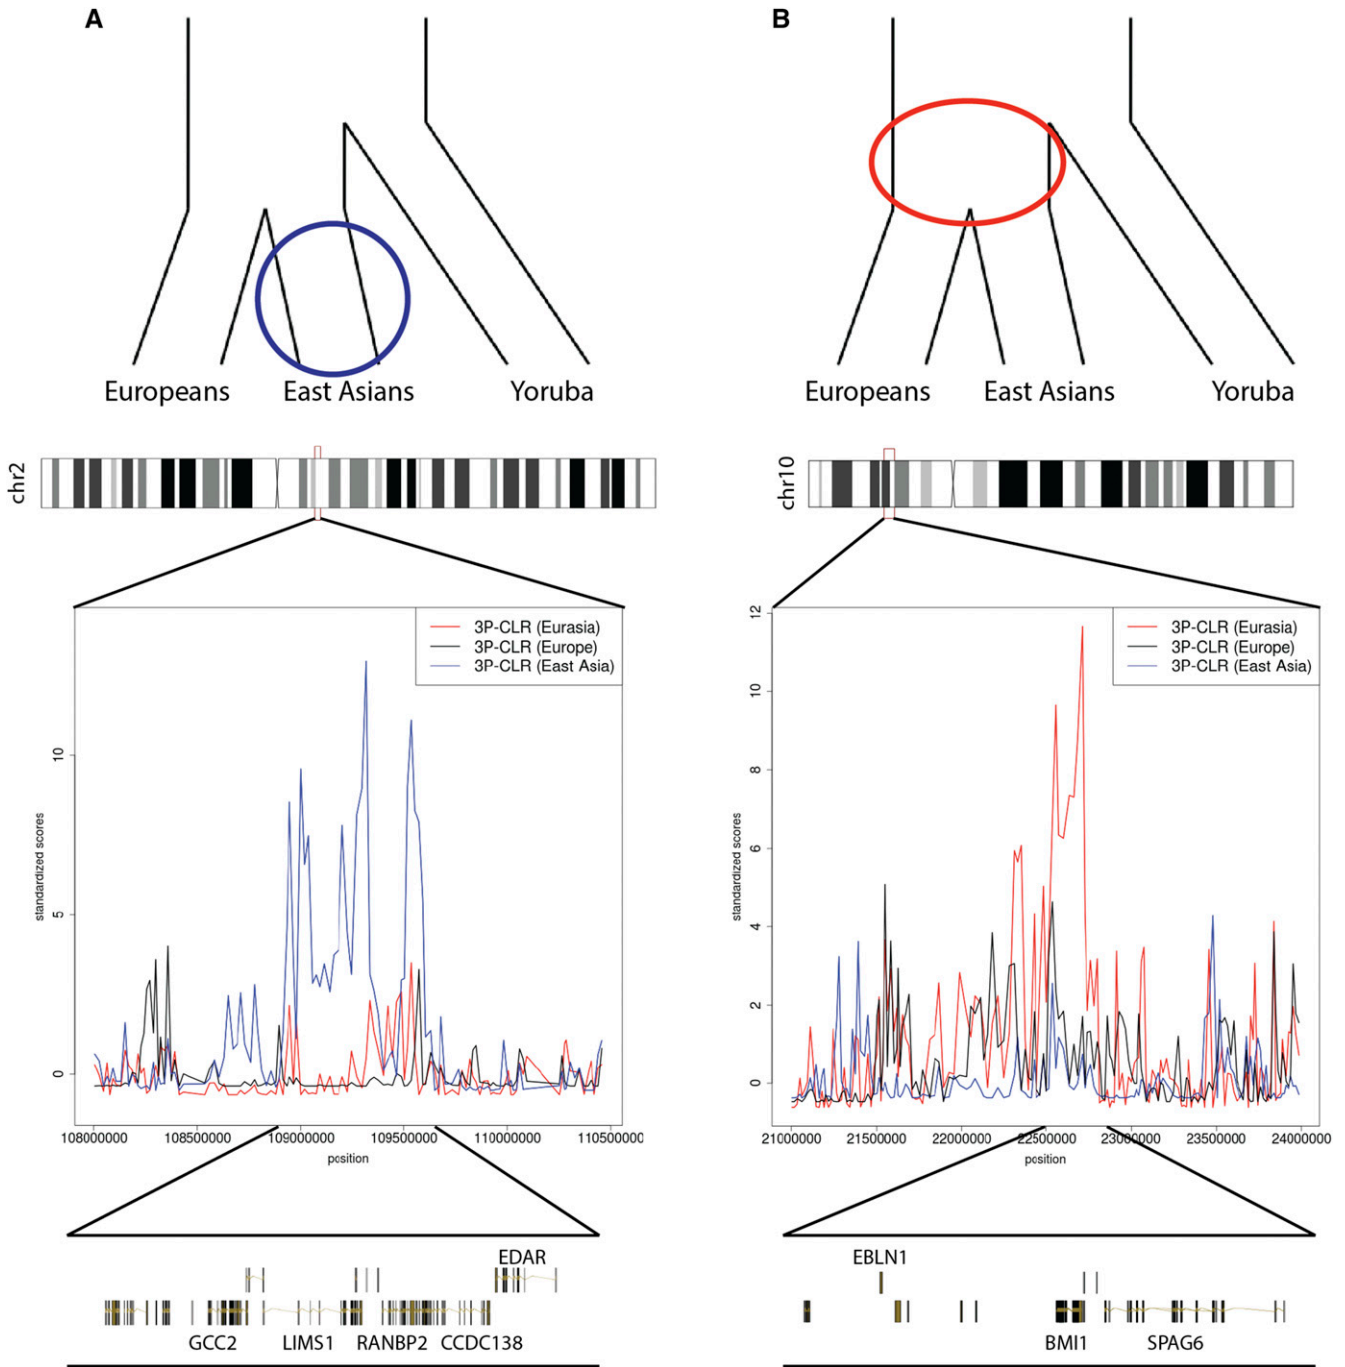 A
Europeans
East Asians
Yoruba
chr2
3P-CLR (Eurasia)
3P-CLR (Europe)
3P-CLR (East Asia)
10
5
0
standardized scores
108000000
108500000
109000000
109500000
110000000
110500000
position
EDAR
GCC2
LIMS1
RANBP2
CCDC138
B
Europeans
East Asians
Yoruba
chr10
3P-CLR (Eurasia)
3P-CLR (Europe)
3P-CLR (East Asia)
12
10
8
6
4
2
0
standardized scores
21000000
21500000
22000000
22500000
23000000
23500000
24000000
position
EBLN1
BMI1
SPAG6